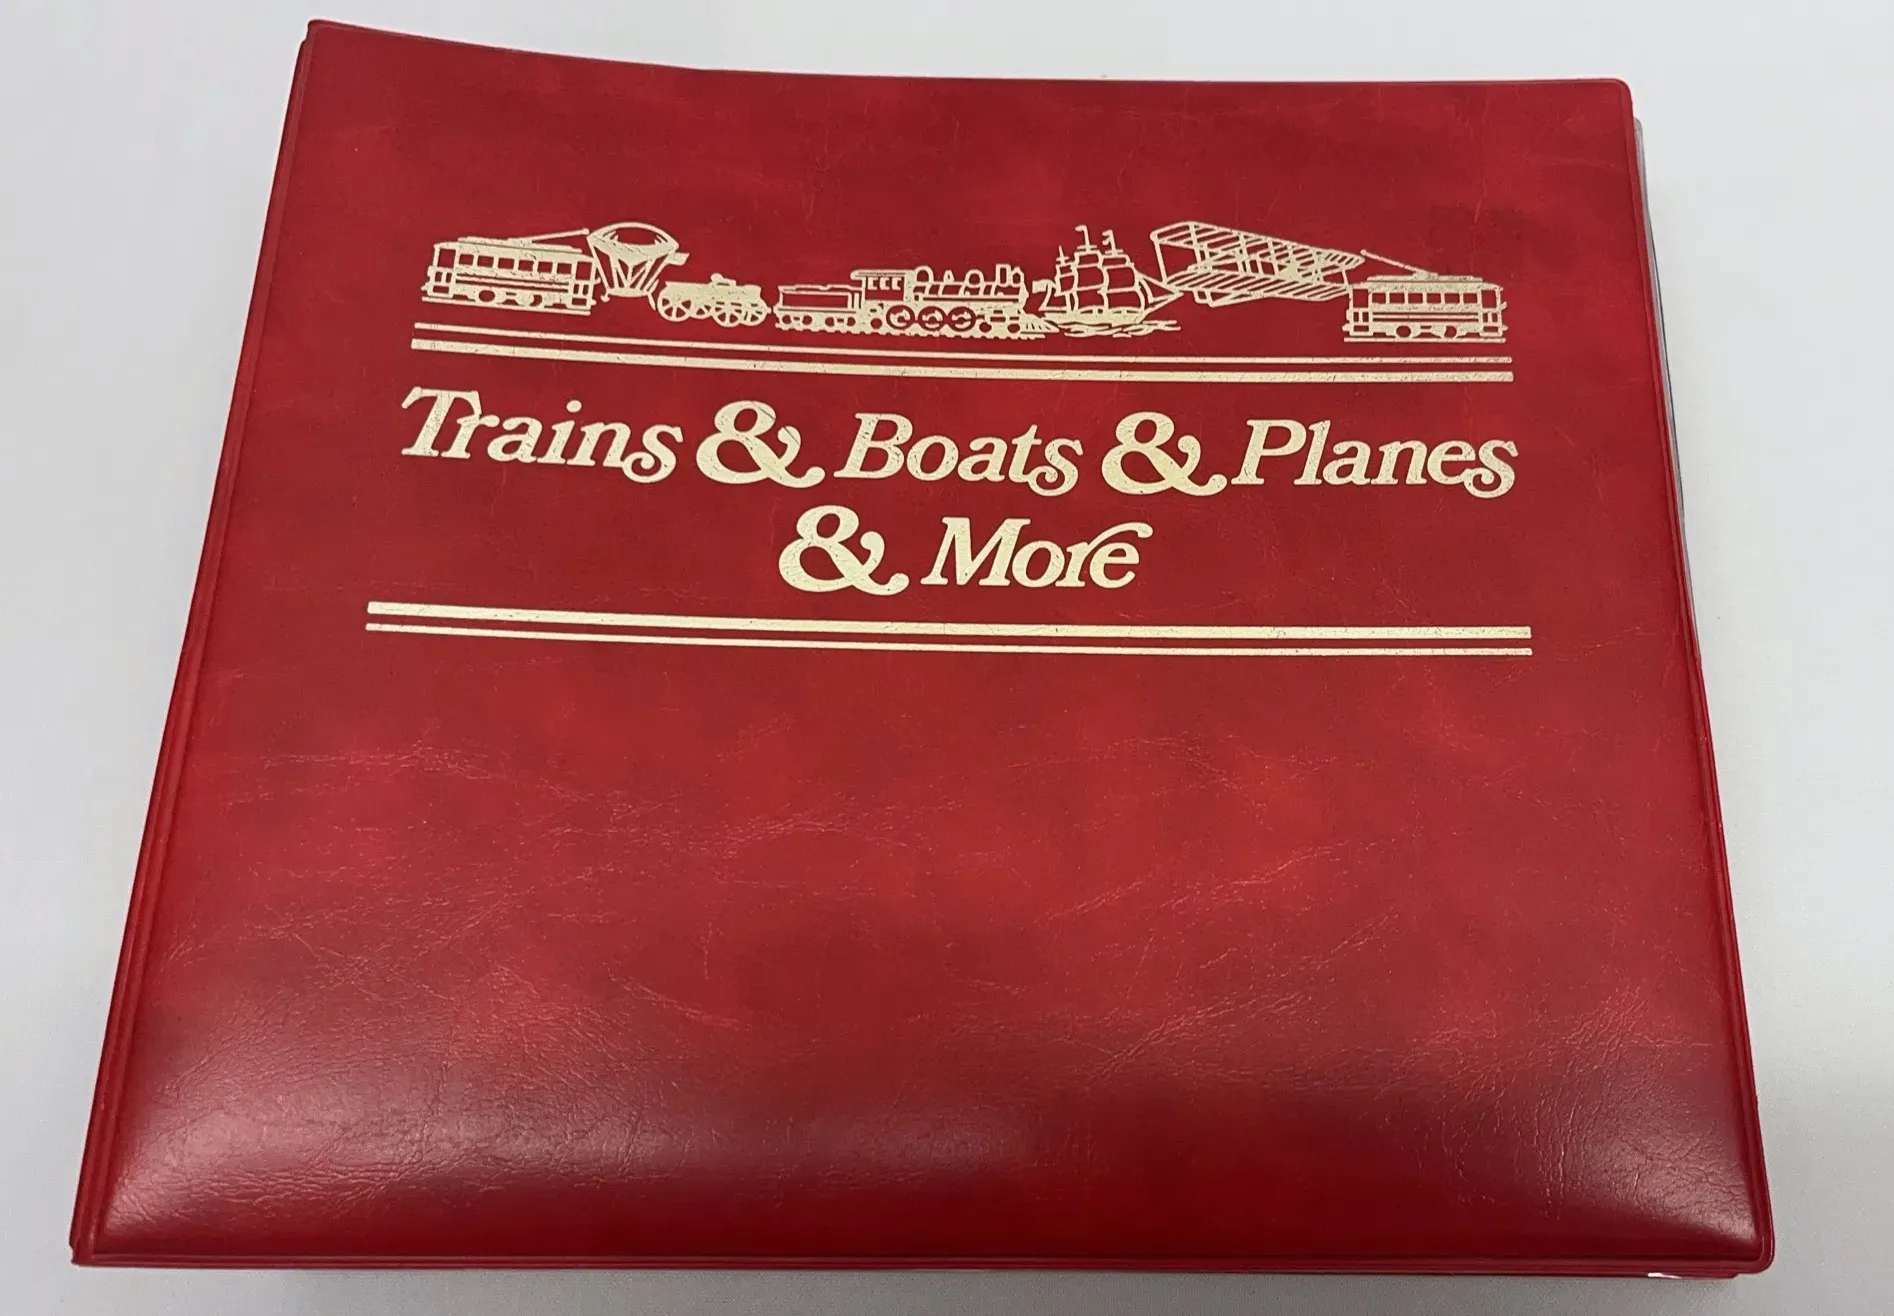 Trains & Boats & Planes
& More